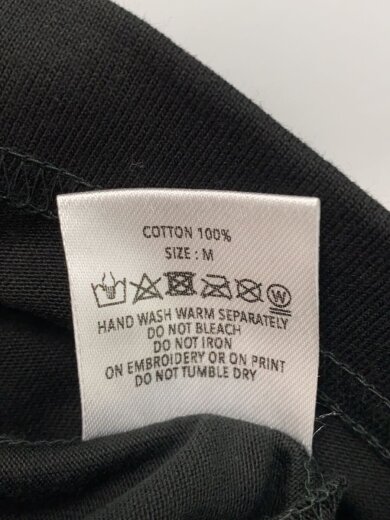 COTTON 100%
SIZE : M
W
HAND WASH WARM SEPARATELY
DO NOT BLEACH
DO NOT IRON
ON EMBROIDERY OR ON PRINT
DO NOT TUMBLE DRY